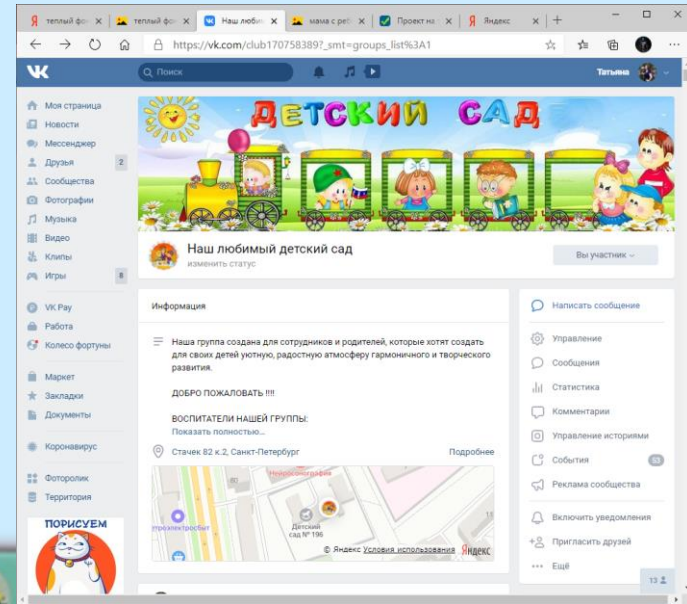 теплый фо
теплый фо
Наш любим
мама с реб
Проект на
Яндекс
https://vk.com/club170758389?_smt=groups_list%3A1
Поиск
Татьяна
Моя страница
Новости
Мессенджер
Друзья 2
Сообщества
Фотографии
Музыка
Видео
Клипы
Игры 8
VK Pay
Работа
Колесо фортуны
Маркет
Закладки
Документы
Коронавирус
Фоторолик
Территория
ПОРИСУЕМ
ДЕТСКИЙ САД
Наш любимый детский сад
изменить статус
Вы участник
Информация
Наша группа создана для сотрудников и родителей, которые хотят создать
для своих детей уютную, радостную атмосферу гармоничного и творческого
развития.
ДОБРО ПОЖАЛОВАТЬ !!!!
ВОСПИТАТЕЛИ НАШЕЙ ГРУППЫ:
Показать полностью…
Стачек 82 к.2, Санкт-Петербург
Подробнее
Нейросонография
Детский
сад № 196
© Яндекс Условия использования Яндекс
Написать сообщение
Управление
Сообщения
Статистика
Комментарии
Управление историями
События 53
Реклама сообщества
Включить уведомления
Пригласить друзей
Ещё
13